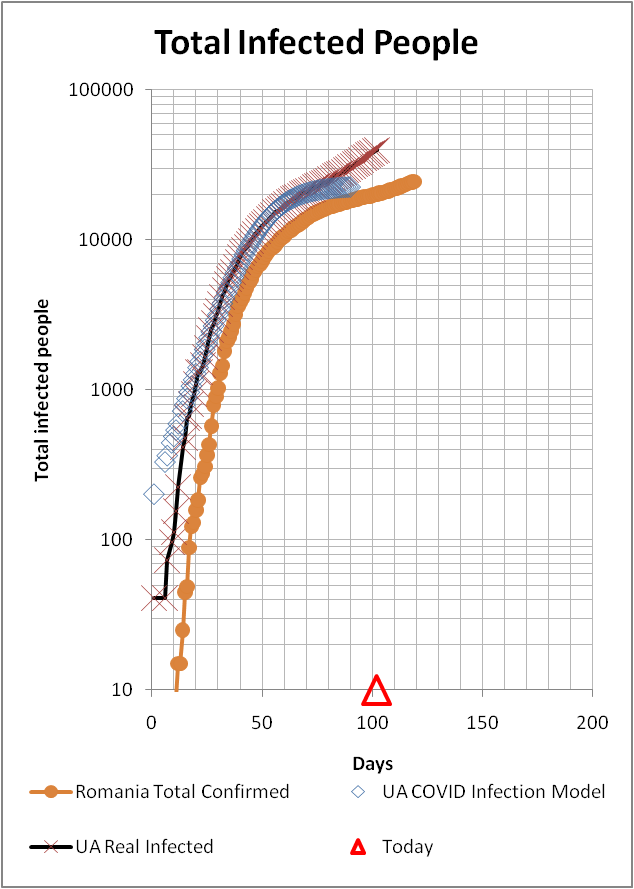 Total Infected People
100000
10000
1000
100
10
Total infected people
0 50 100 150 200
Days
Romania Total Confirmed
UA COVID Infection Model
UA Real Infected
Today